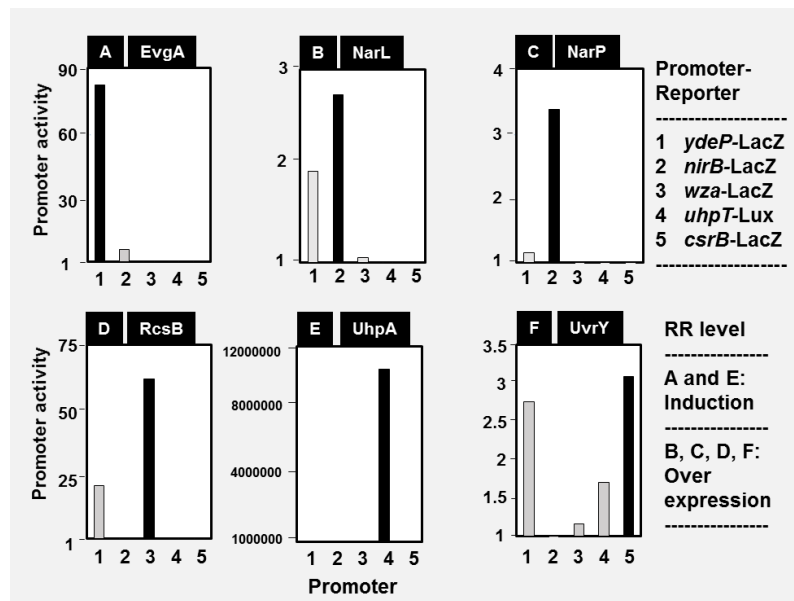 A EvgA
B NarL
C NarP
Promoter activity
90
60
30
1
1 2 3 4 5
3
2
1
1 2 3 4 5
4
3
2
1
1 2 3 4 5
Promoter-
Reporter
--------------------
1 ydeP-LacZ
2 nirB-LacZ
3 wza-LacZ
4 uhpT-Lux
5 csrB-LacZ
--------------------
D RcsB
E UhpA
F UvrY
Promoter activity
75
50
25
1
1 2 3 4 5
12000000
8000000
4000000
1000000
1 2 3 4 5
Promoter
3.5
3
2.5
2
1.5
1
1 2 3 4 5
RR level
----------------
A and E:
Induction
----------------
B, C, D, F:
Over
expression
----------------